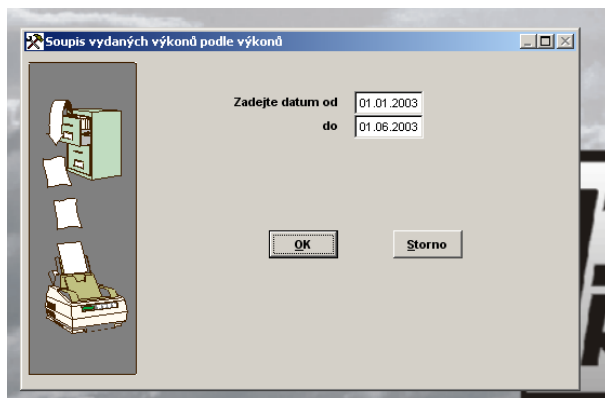 Soupis vydaných výkonů podle výkonů
Zadejte datum od 01.01.2003
do 01.06.2003
OK Storno